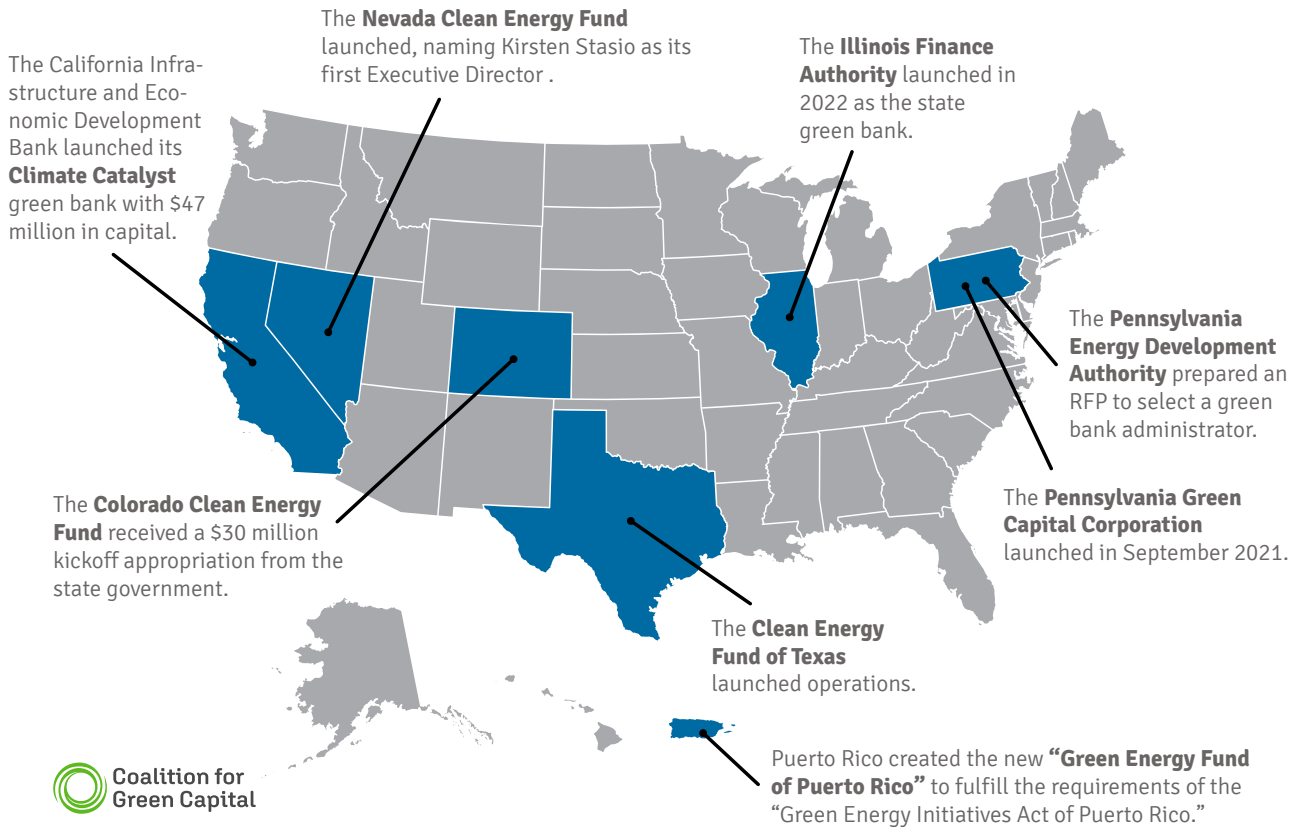 The California Infra-
structure and Eco-
nomic Development
Bank launched its
Climate Catalyst
green bank with $47
million in capital.
The Nevada Clean Energy Fund
launched, naming Kirsten Stasio as its
first Executive Director .
The Illinois Finance
Authority launched in
2022 as the state
green bank.
The Pennsylvania
Energy Development
Authority prepared an
RFP to select a green
bank administrator.
The Pennsylvania Green
Capital Corporation
launched in September 2021.
The Colorado Clean Energy
Fund received a $30 million
kickoff appropriation from the
state government.
The Clean Energy
Fund of Texas
launched operations.
Puerto Rico created the new “Green Energy Fund
of Puerto Rico” to fulfill the requirements of the
“Green Energy Initiatives Act of Puerto Rico.”
Coalition for
Green Capital